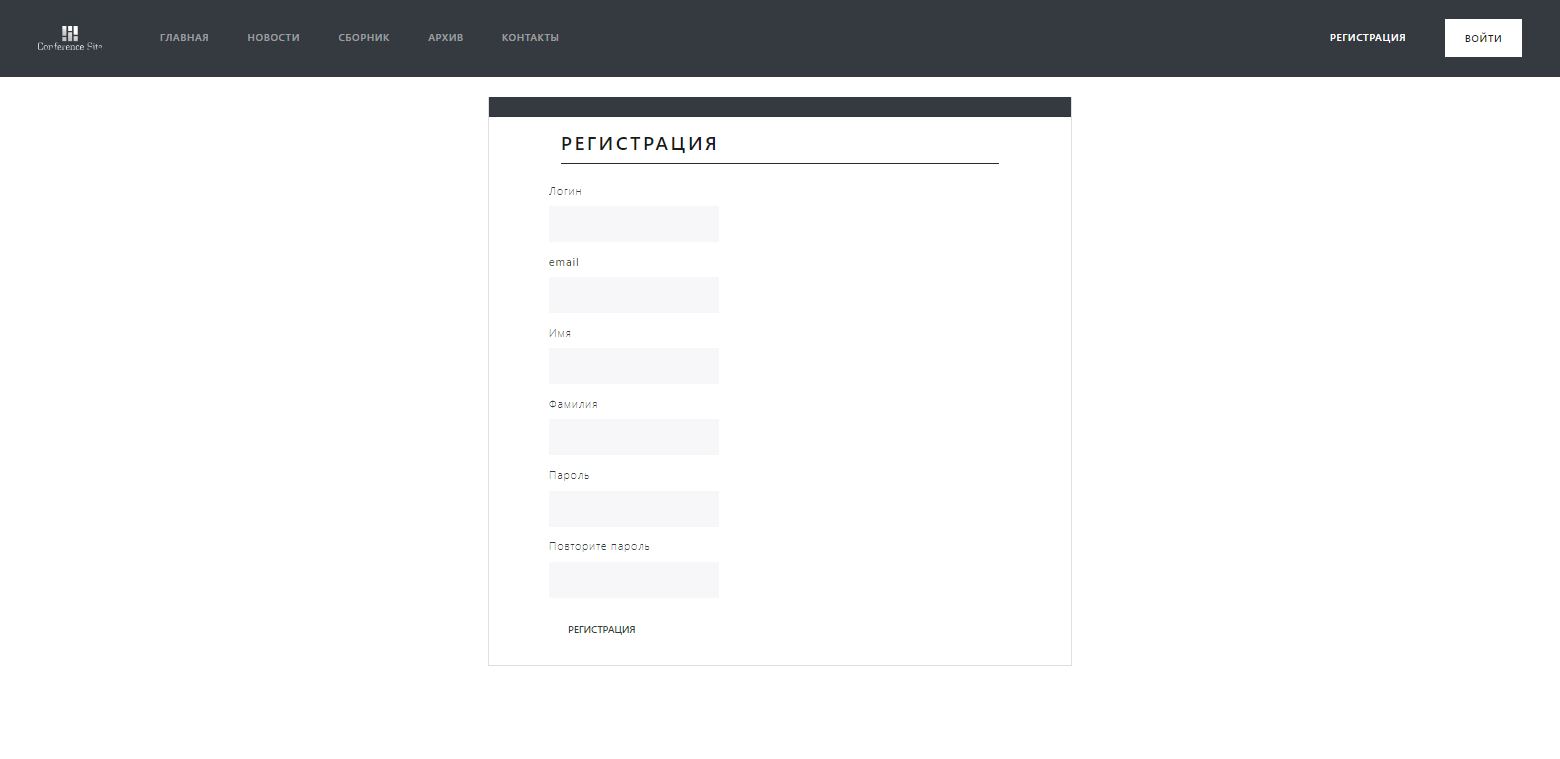 Conference Site
ГЛАВНАЯ НОВОСТИ СБОРНИК АРХИВ КОНТАКТЫ РЕГИСТРАЦИЯ ВОЙТИ
РЕГИСТРАЦИЯ
Логин
email
Имя
Фамилия
Пароль
Повторите пароль
РЕГИСТРАЦИЯ